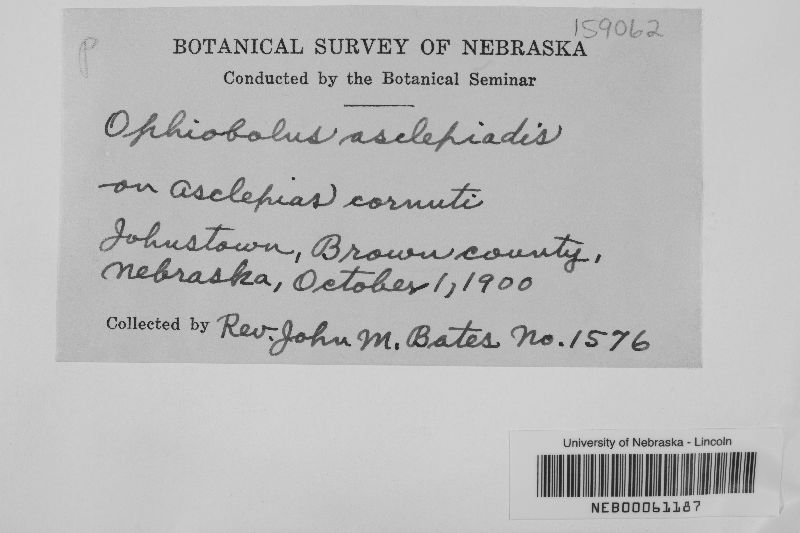 159062
P
BOTANICAL SURVEY OF NEBRASKA
Conducted by the Botanical Seminar
Ophiobolus asclepiadis
on Asclepias cornuti
Johnstown, Brown county,
Nebraska, October 1, 1900
Collected by Rev. John M. Bates No. 1576
University of Nebraska - Lincoln
NEB00061187